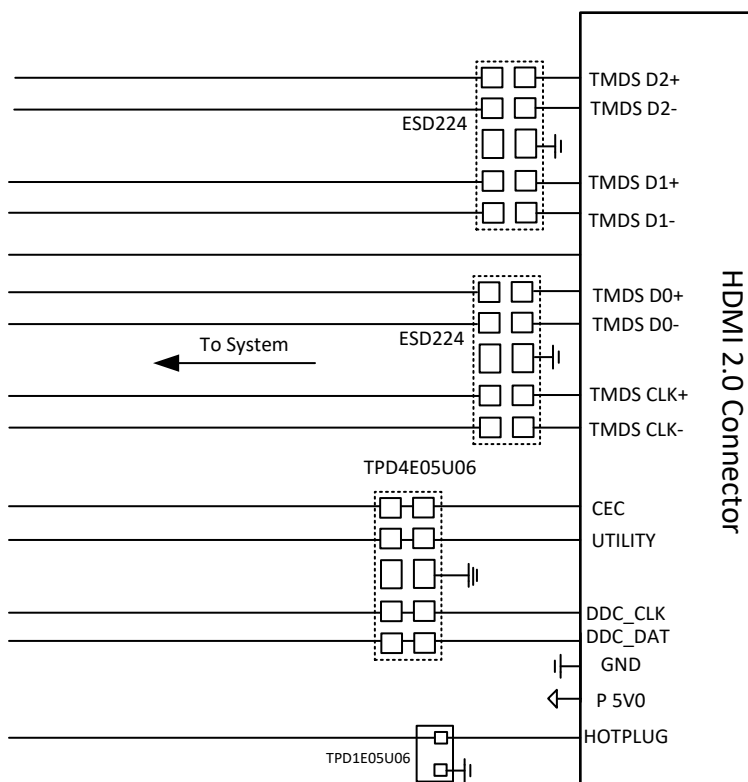 TMDS D2+
TMDS D2-
ESD224
TMDS D1+
TMDS D1-
TMDS D0+
TMDS D0-
ESD224
To System
TMDS CLK+
TMDS CLK-
HDMI 2.0 Connector
TPD4E05U06
CEC
UTILITY
DDC_CLK
DDC_DAT
GND
P 5V0
HOTPLUG
TPD1E05U06